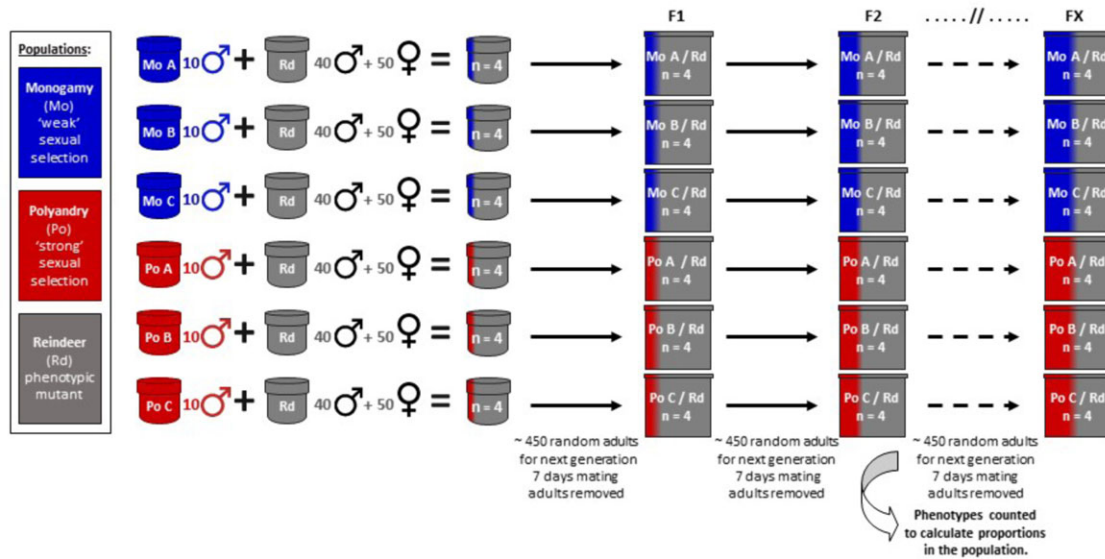 F1 F2 ..... // ..... FX
Populations:
Monogamy
(Mo)
'weak'
sexual
selection
Polyandry
(Po)
'strong'
sexual
selection
Reindeer
(Rd)
phenotypic
mutant
Mo A 10♂ + Rd 40♂ + 50♀ = n = 4
Mo A / Rd
n = 4
Mo A / Rd
n = 4
Mo A / Rd
n = 4
Mo B 10♂ + Rd 40♂ + 50♀ = n = 4
Mo B / Rd
n = 4
Mo B / Rd
n = 4
Mo B / Rd
n = 4
Mo C 10♂ + Rd 40♂ + 50♀ = n = 4
Mo C / Rd
n = 4
Mo C / Rd
n = 4
Mo C / Rd
n = 4
Po A 10♂ + Rd 40♂ + 50♀ = n = 4
Po A / Rd
n = 4
Po A / Rd
n = 4
Po A / Rd
n = 4
Po B 10♂ + Rd 40♂ + 50♀ = n = 4
Po B / Rd
n = 4
Po B / Rd
n = 4
Po B / Rd
n = 4
Po C 10♂ + Rd 40♂ + 50♀ = n = 4
Po C / Rd
n = 4
Po C / Rd
n = 4
Po C / Rd
n = 4
~ 450 random adults
for next generation
7 days mating
adults removed
~ 450 random adults
for next generation
7 days mating
adults removed
~ 450 random adults
for next generation
7 days mating
adults removed
Phenotypes counted
to calculate proportions
in the population.